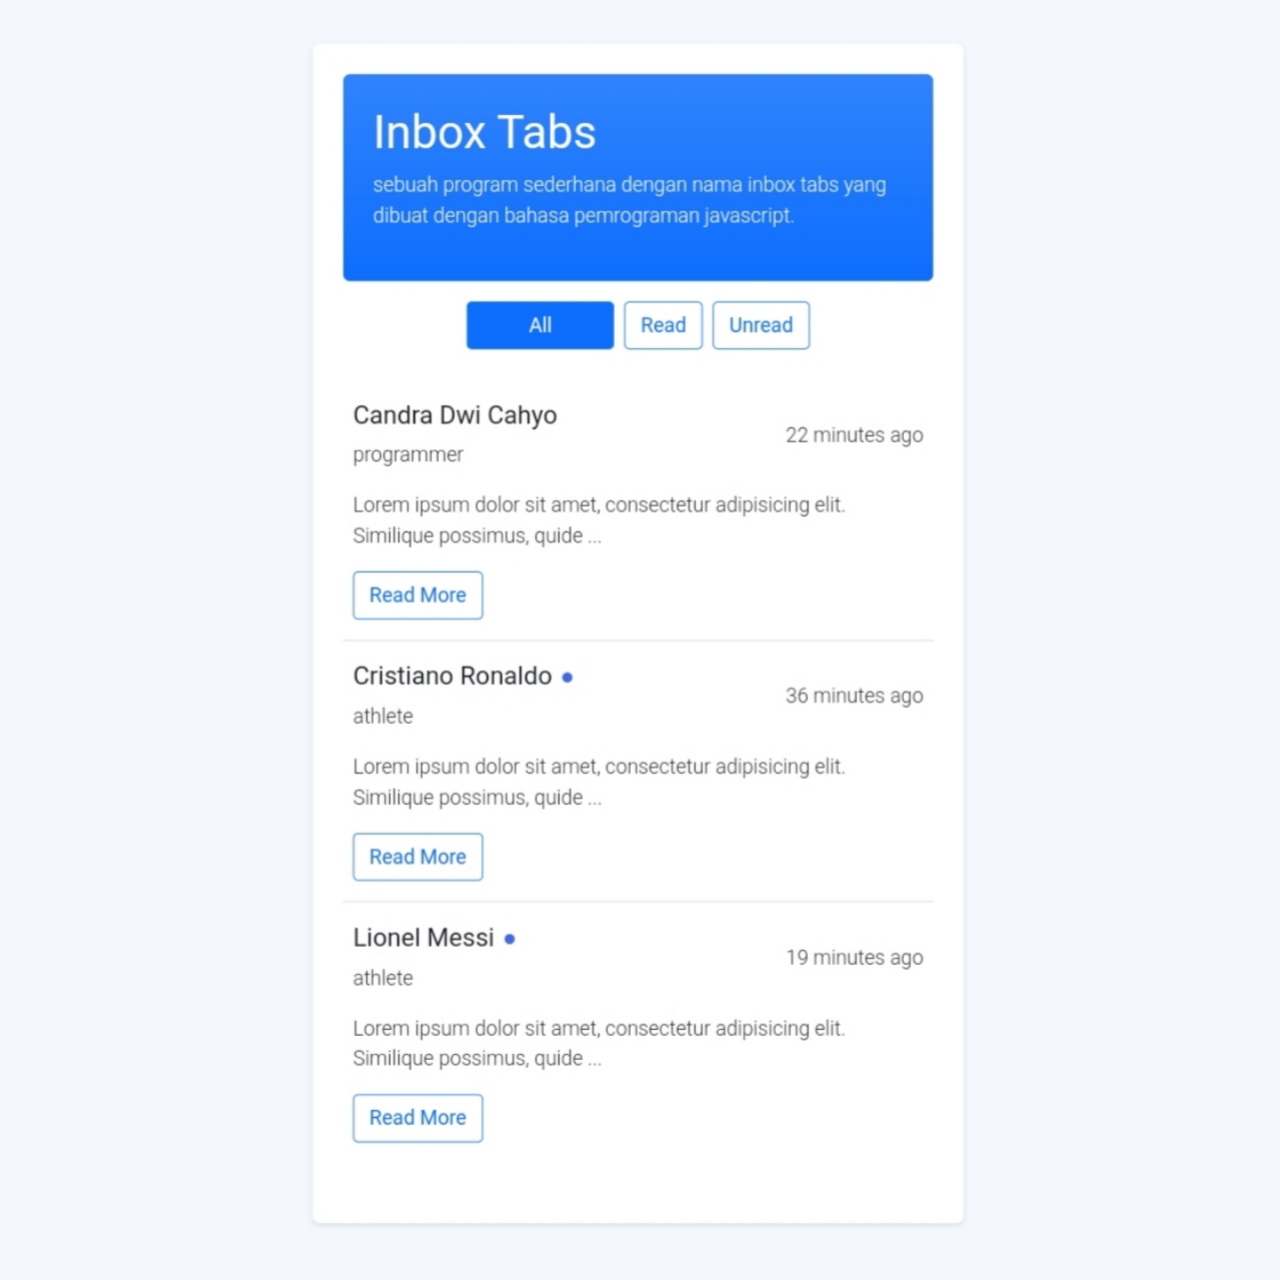 Inbox Tabs
sebuah program sederhana dengan nama inbox tabs yang
dibuat dengan bahasa pemrograman javascript.
All Read Unread
Candra Dwi Cahyo
22 minutes ago
programmer
Lorem ipsum dolor sit amet, consectetur adipisicing elit.
Similique possimus, quide ...
Read More
Cristiano Ronaldo
36 minutes ago
athlete
Lorem ipsum dolor sit amet, consectetur adipisicing elit.
Similique possimus, quide ...
Read More
Lionel Messi
19 minutes ago
athlete
Lorem ipsum dolor sit amet, consectetur adipisicing elit.
Similique possimus, quide ...
Read More